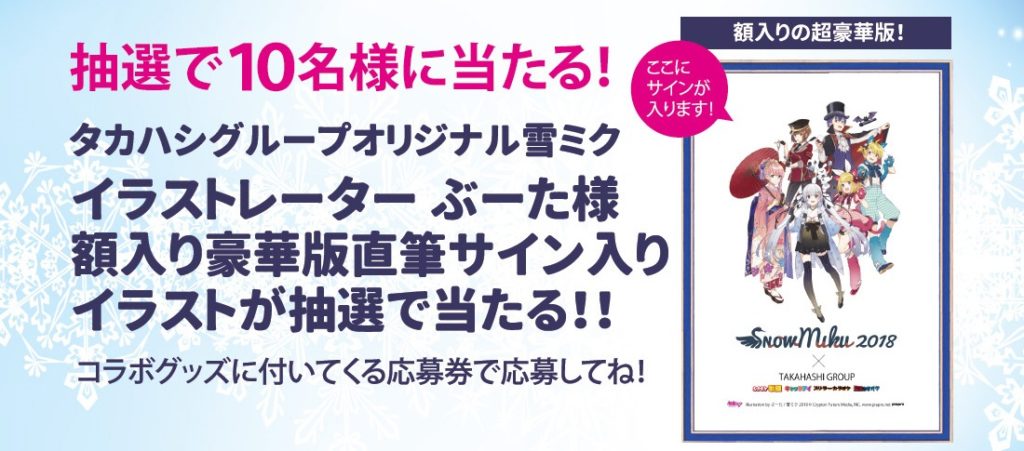 抽選で10名様に当たる!
タカハシグループオリジナル雪ミク
イラストレーター ぶーた様
額入り豪華版直筆サイン入り
イラストが抽選で当たる!!
コラボグッズに付いてくる応募券で応募してね!
額入りの超豪華版!
ここに
サインが
入ります!
SNOW MIKU 2018
×
TAKAHASHI GROUP